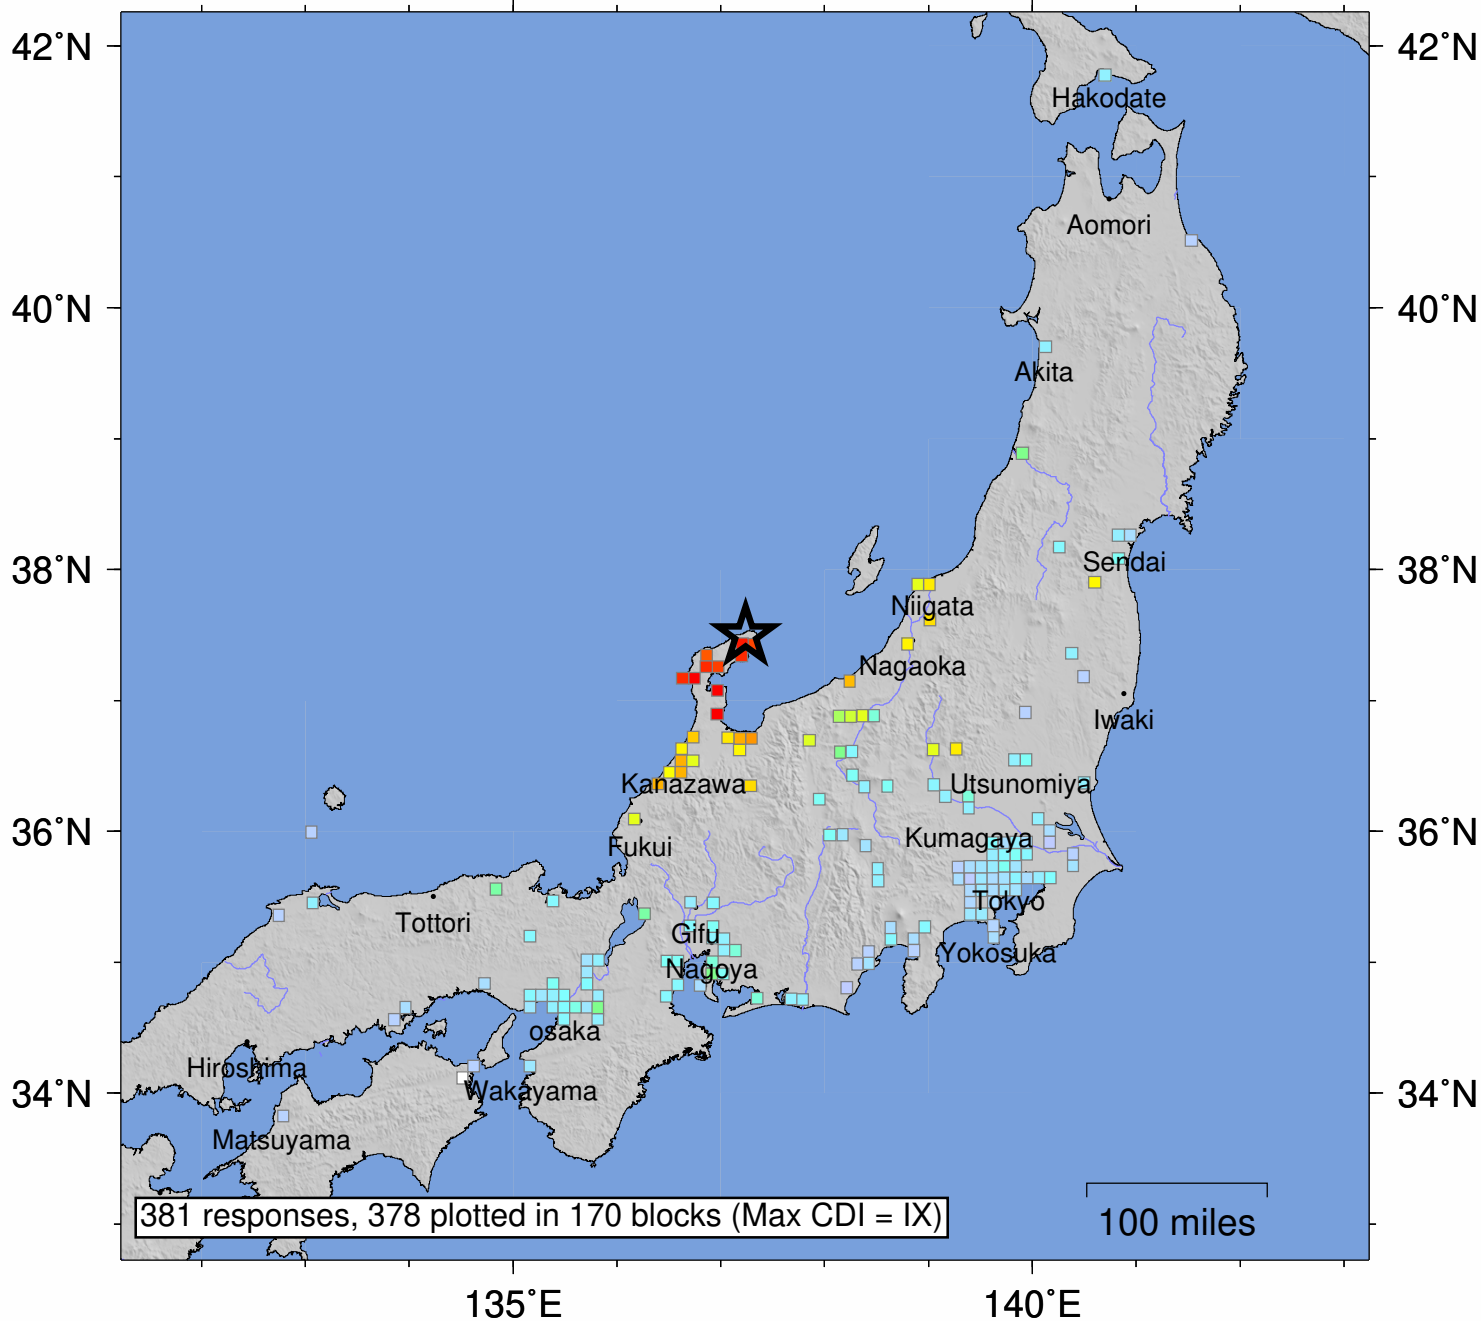 42°N
42°N
Hakodate
Aomori
40°N
40°N
Akita
38°N
Sendai
38°N
Niigata
Nagaoka
Iwaki
Kanazawa
Utsunomiya
36°N
Kumagaya
36°N
Fukui
Tokyo
Tottori
Gifu
Yokosuka
Nagoya
osaka
Hiroshima
34°N
Wakayama
34°N
Matsuyama
381 responses, 378 plotted in 170 blocks (Max CDI = IX)
100 miles
135°E
140°E